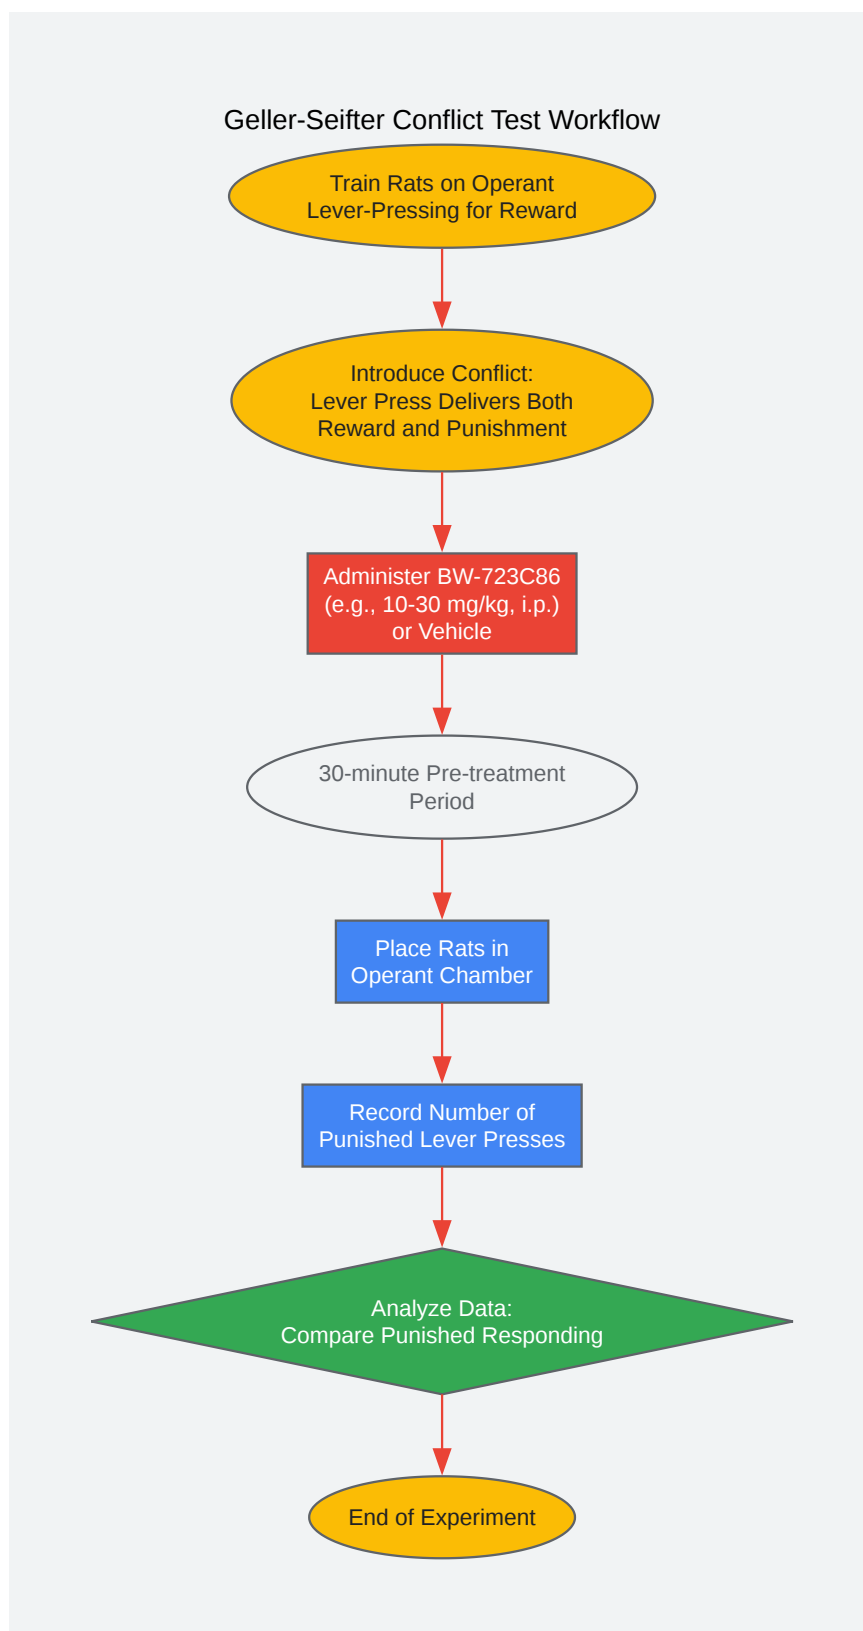 Geller-Seifter Conflict Test Workflow
Train Rats on Operant
Lever-Pressing for Reward
Introduce Conflict:
Lever Press Delivers Both
Reward and Punishment
Administer BW-723C86
(e.g., 10-30 mg/kg, i.p.)
or Vehicle
30-minute Pre-treatment
Period
Place Rats in
Operant Chamber
Record Number of
Punished Lever Presses
Analyze Data:
Compare Punished Responding
End of Experiment